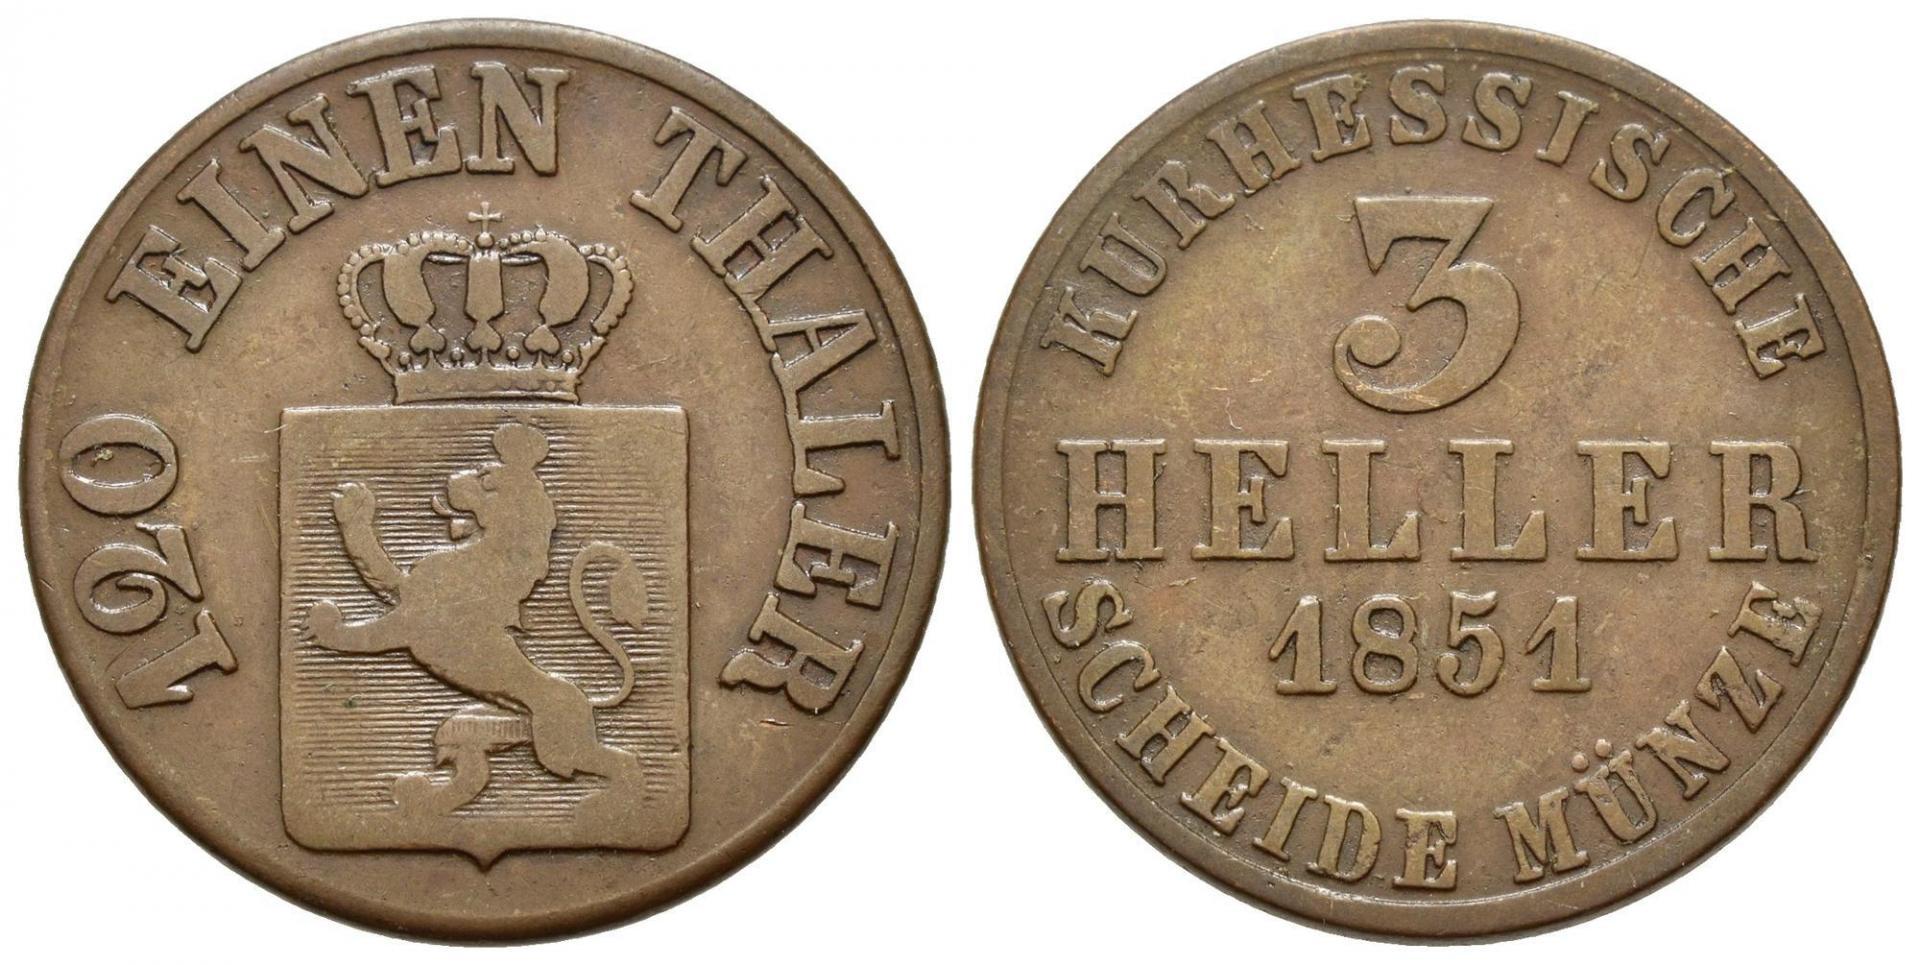 120 EINEN THALER
KURHESSISCHE
3
HELLER
1851
SCHEIDE MÜNZE